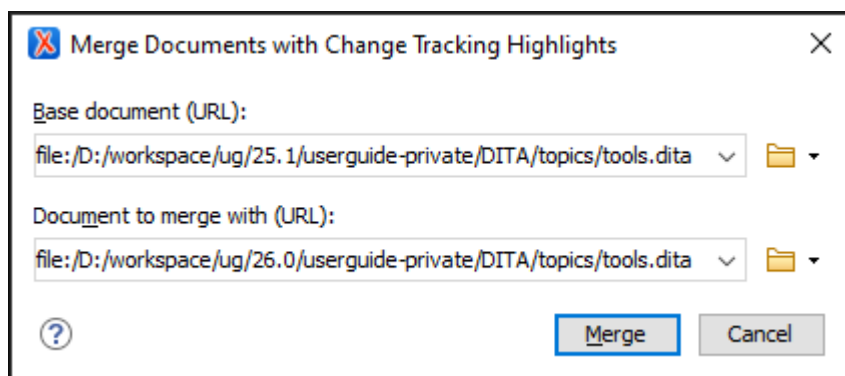 Merge Documents with Change Tracking Highlights
Base document (URL):
file:/D:/workspace/ug/25.1/userguide-private/DITA/topics/tools.dita
Document to merge with (URL):
file:/D:/workspace/ug/26.0/userguide-private/DITA/topics/tools.dita
Merge Cancel